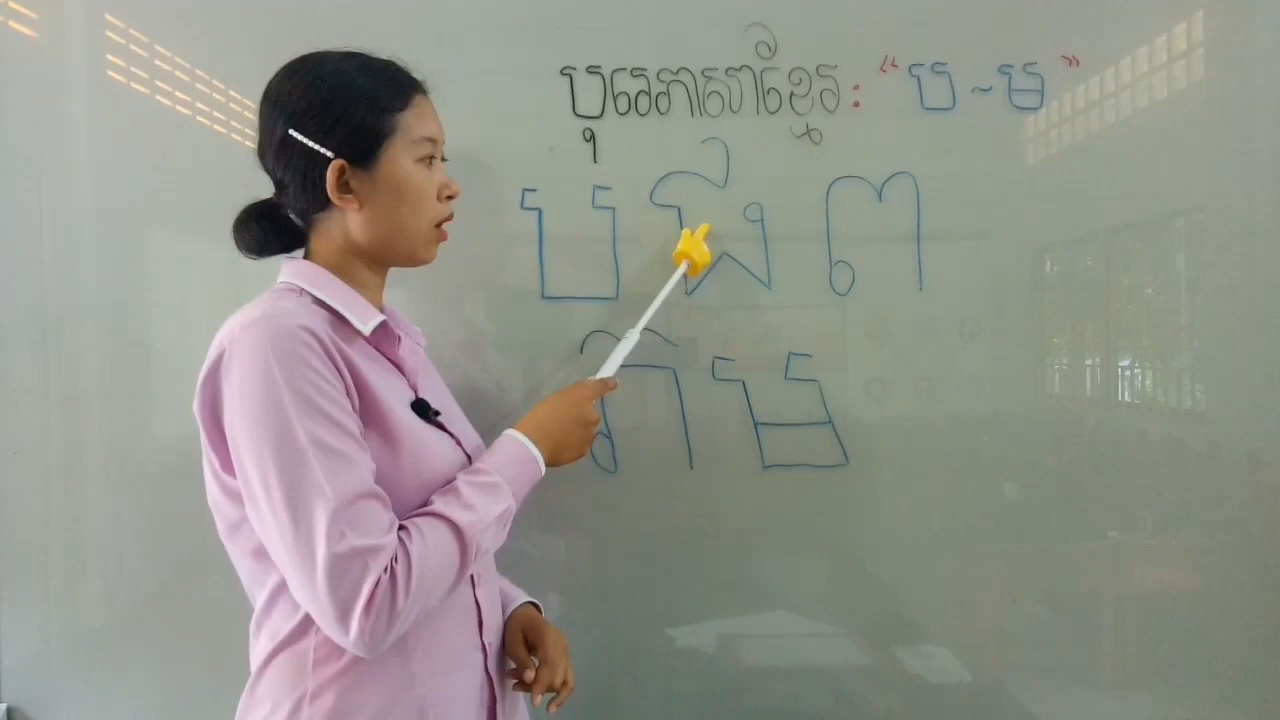 បុរេភាសាខ្មែរ : “ ប ~ ម ”
ប ផ ព
ភ ម